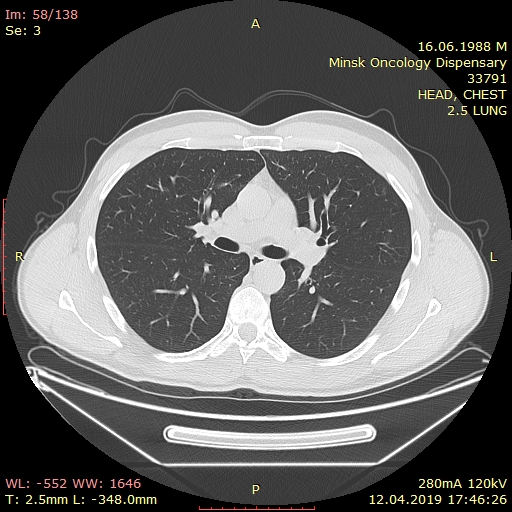 Im: 58/138
Se: 3
A
16.06.1988 M
Minsk Oncology Dispensary
33791
HEAD, CHEST
2.5 LUNG
R
L
WL: -552 WW: 1646
T: 2.5mm L: -348.0mm
P
280mA 120kV
12.04.2019 17:46:26